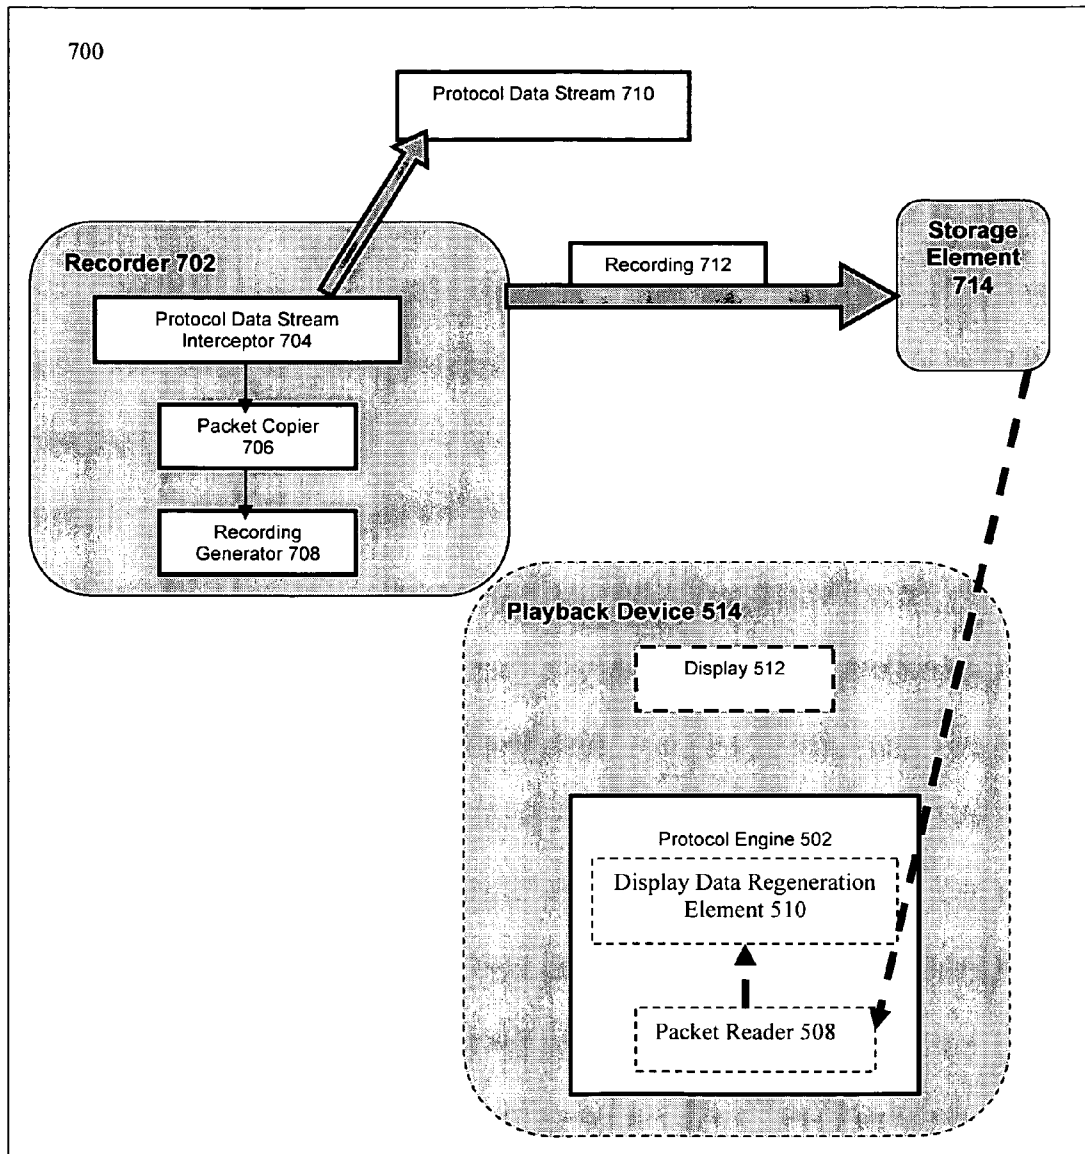 700
Protocol Data Stream 710
Recorder 702
Protocol Data Stream
Interceptor 704
Packet Copier
706
Recording
Generator 708
Recording 712
Storage
Element
714
Playback Device 514
Display 512
Protocol Engine 502
Display Data Regeneration
Element 510
Packet Reader 508